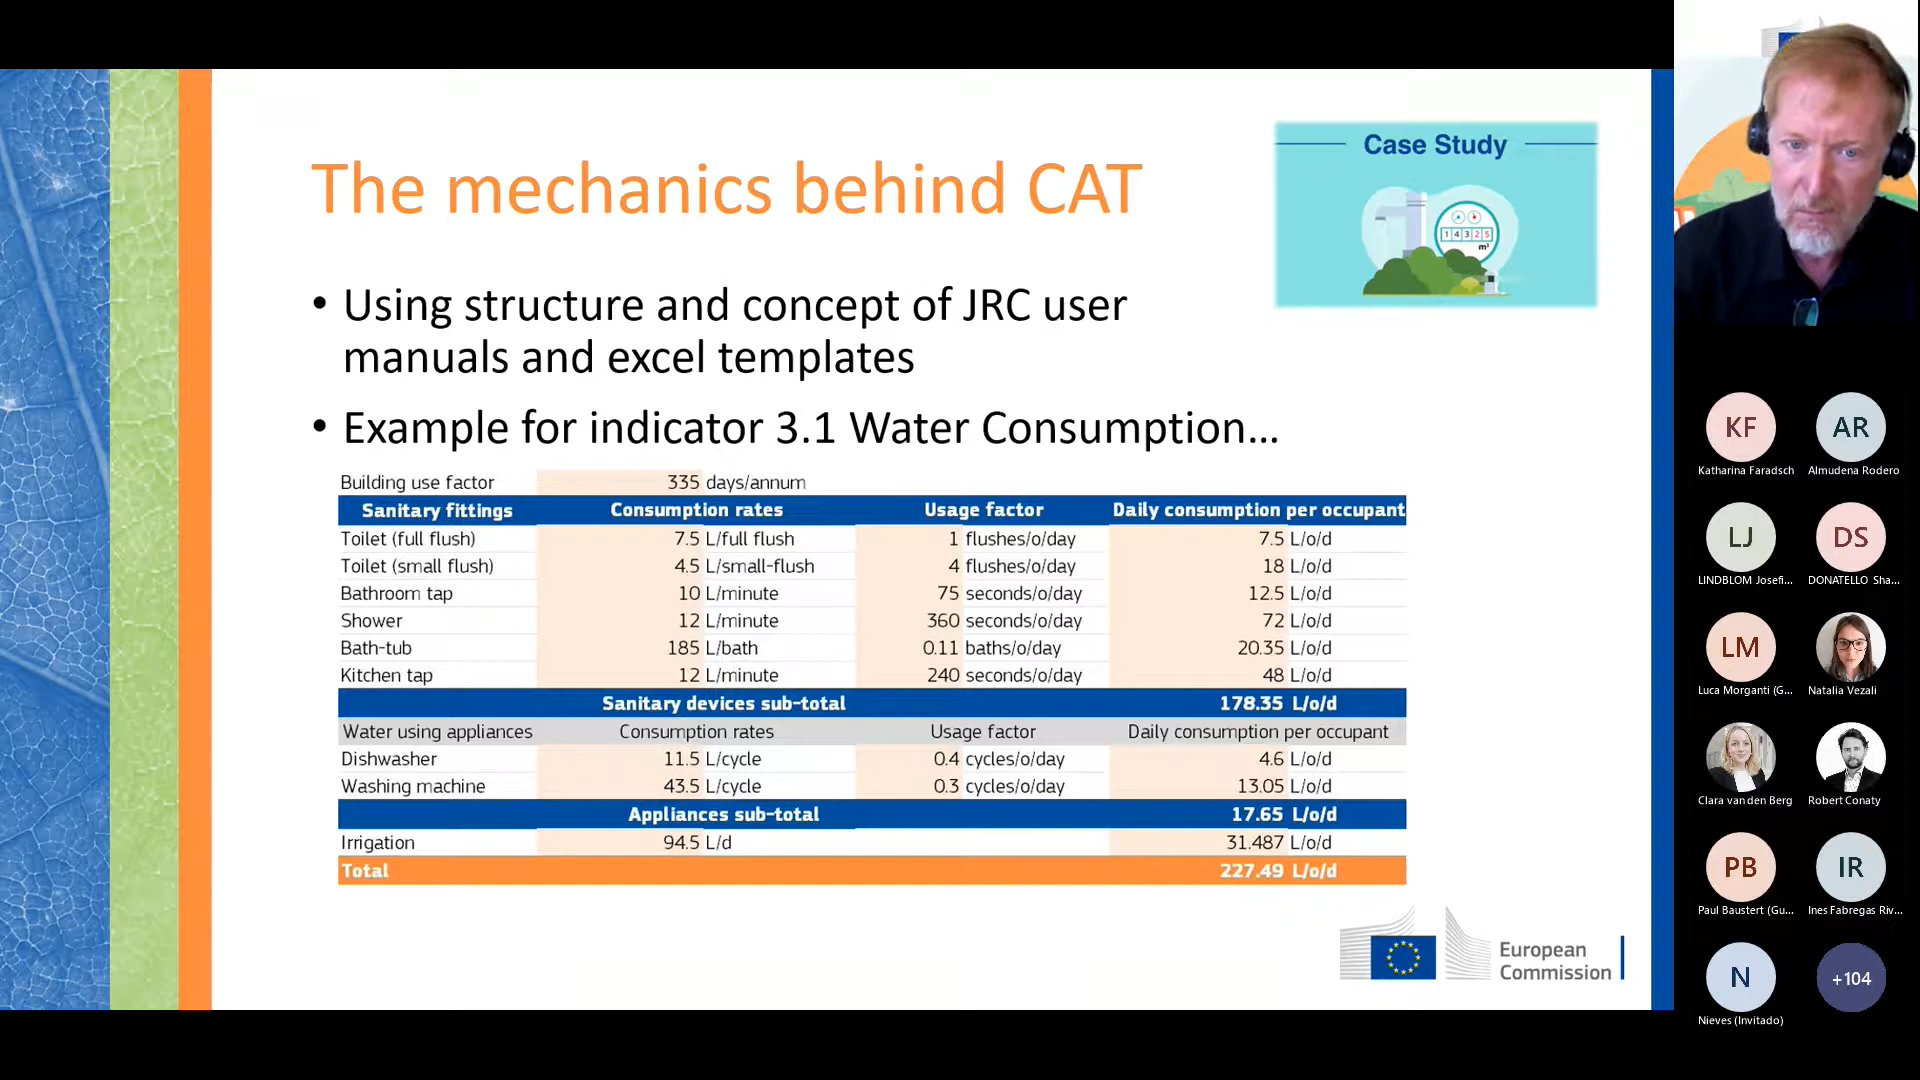 The mechanics behind CAT
Case Study
1 4 3 2 5
m³
• Using structure and concept of JRC user
manuals and excel templates
• Example for indicator 3.1 Water Consumption...
Building use factor 335 days/annum
Sanitary fittings Consumption rates Usage factor Daily consumption per occupant
Toilet (full flush) 7.5 L/full flush 1 flushes/o/day 7.5 L/o/d
Toilet (small flush) 4.5 L/small-flush 4 flushes/o/day 18 L/o/d
Bathroom tap 10 L/minute 75 seconds/o/day 12.5 L/o/d
Shower 12 L/minute 360 seconds/o/day 72 L/o/d
Bath-tub 185 L/bath 0.11 baths/o/day 20.35 L/o/d
Kitchen tap 12 L/minute 240 seconds/o/day 48 L/o/d
Sanitary devices sub-total 178.35 L/o/d
Water using appliances Consumption rates Usage factor Daily consumption per occupant
Dishwasher 11.5 L/cycle 0.4 cycles/o/day 4.6 L/o/d
Washing machine 43.5 L/cycle 0.3 cycles/o/day 13.05 L/o/d
Appliances sub-total 17.65 L/o/d
Irrigation 94.5 L/d 31.487 L/o/d
Total 227.49 L/o/d
European
Commission
KF AR
Katharina Faradsch Almudena Rodero
LJ DS
LINDBLOM Josefi... DONATELLO Sha...
LM
Luca Morganti (G... Natalia Vezali
Clara van den Berg Robert Conaty
PB IR
Paul Baustert (Gu... Ines Fabregas Riv...
N +104
Nieves (Invitado)